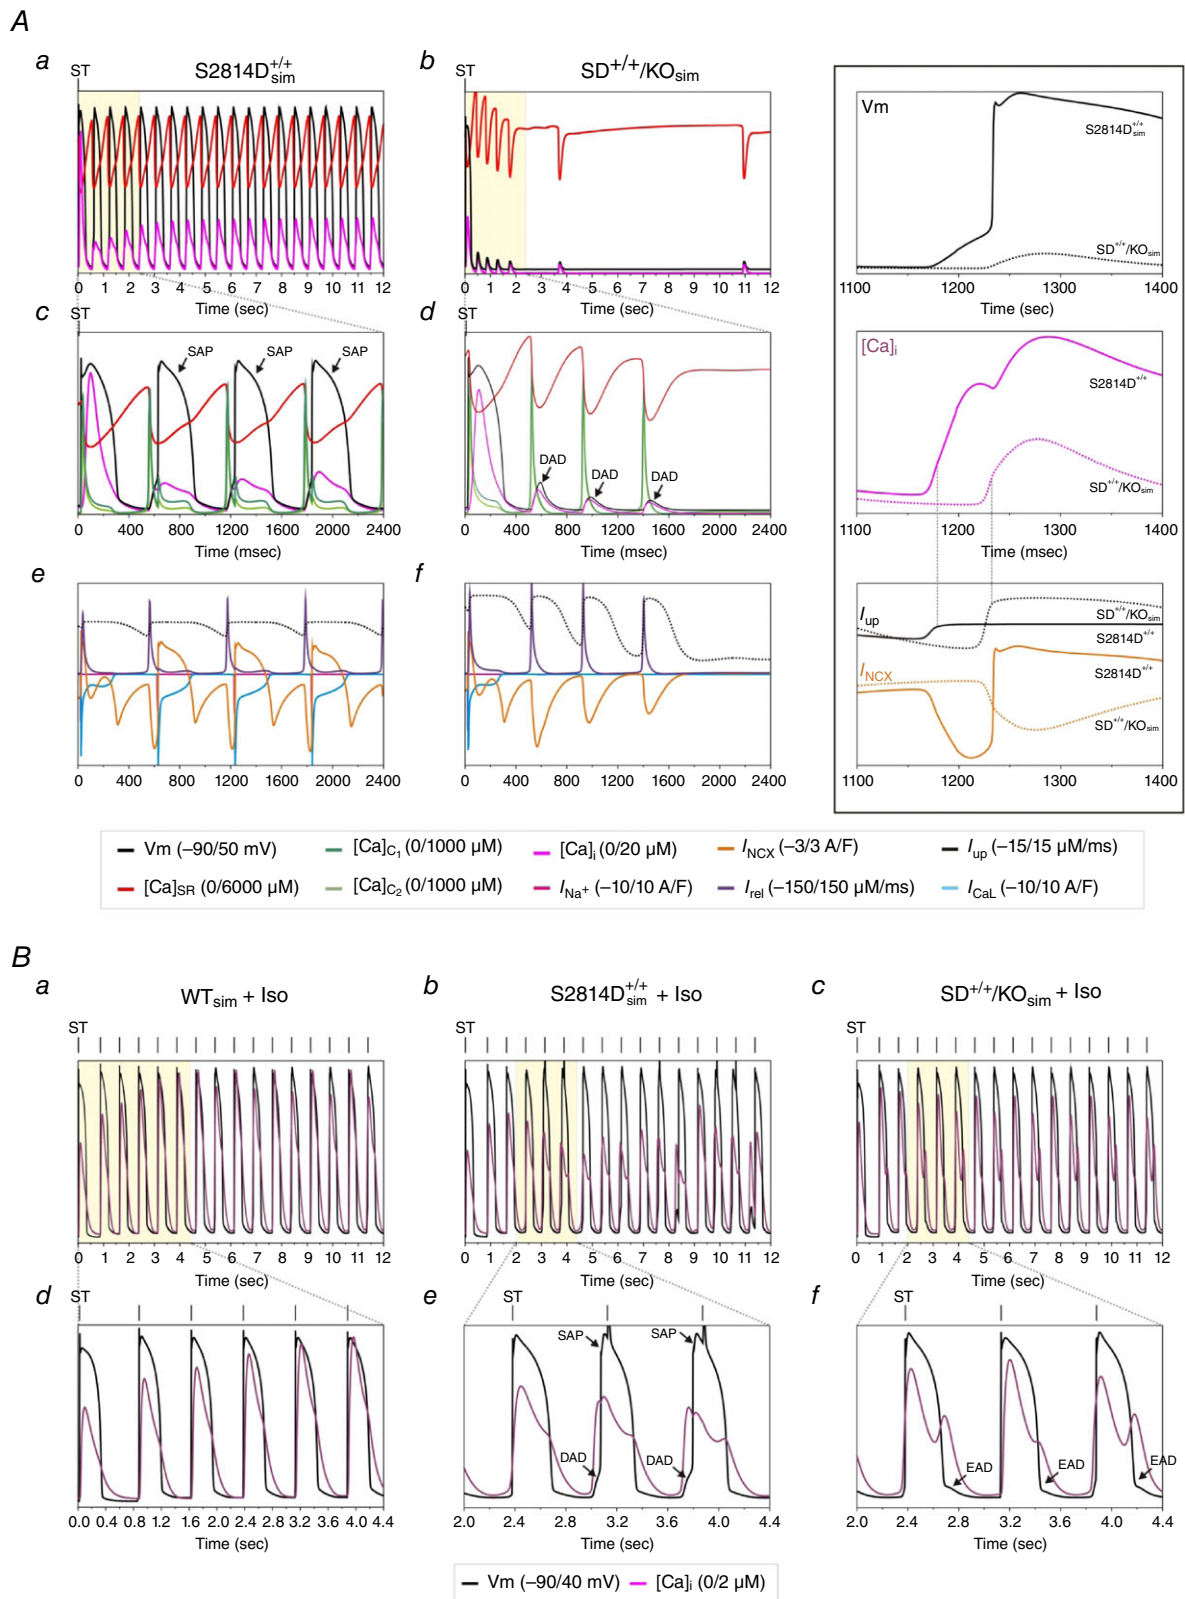 A
a
S2814D+/+sim
b
SD+/+/KOsim
ST
ST
0 1 2 3 4 5 6 7 8 9 10 11 12
Time (sec)
0 1 2 3 4 5 6 7 8 9 10 11 12
Time (sec)
Vm
S2814D+/+sim
SD+/+/KOsim
1100 1200 1300 1400
c
ST
SAP SAP SAP
0 400 800 1200 1600 2000 2400
Time (msec)
d
ST
DAD DAD DAD
0 400 800 1200 1600 2000 2400
Time (msec)
[Ca]i
S2814D+/+
SD+/+/KOsim
1100 1200 1300 1400
Time (msec)
e
0 400 800 1200 1600 2000 2400
f
0 400 800 1200 1600 2000 2400
Iup
SD+/+/KOsim
S2814D+/+
INCX
S2814D+/+
SD+/+/KOsim
1100 1200 1300 1400
Vm (–90/50 mV) [Ca]C1 (0/1000 µM) [Ca]i (0/20 µM) INCX (–3/3 A/F) Iup (–15/15 µM/ms)
[Ca]SR (0/6000 µM) [Ca]C2 (0/1000 µM) INa+ (–10/10 A/F) Irel (–150/150 µM/ms) ICaL (–10/10 A/F)
B
a
WTsim + Iso
b
S2814D+/+sim + Iso
c
SD+/+/KOsim + Iso
ST
ST
ST
0 1 2 3 4 5 6 7 8 9 10 11 12
Time (sec)
0 1 2 3 4 5 6 7 8 9 10 11 12
Time (sec)
0 1 2 3 4 5 6 7 8 9 10 11 12
Time (sec)
d
ST
0.0 0.4 0.8 1.2 1.6 2.0 2.4 2.8 3.2 3.6 4.0 4.4
Time (sec)
e
ST
SAP SAP
DAD DAD
2.0 2.4 2.8 3.2 3.6 4.0 4.4
Time (sec)
f
ST
EAD EAD EAD
2.0 2.4 2.8 3.2 3.6 4.0 4.4
Time (sec)
Vm (–90/40 mV) [Ca]i (0/2 µM)